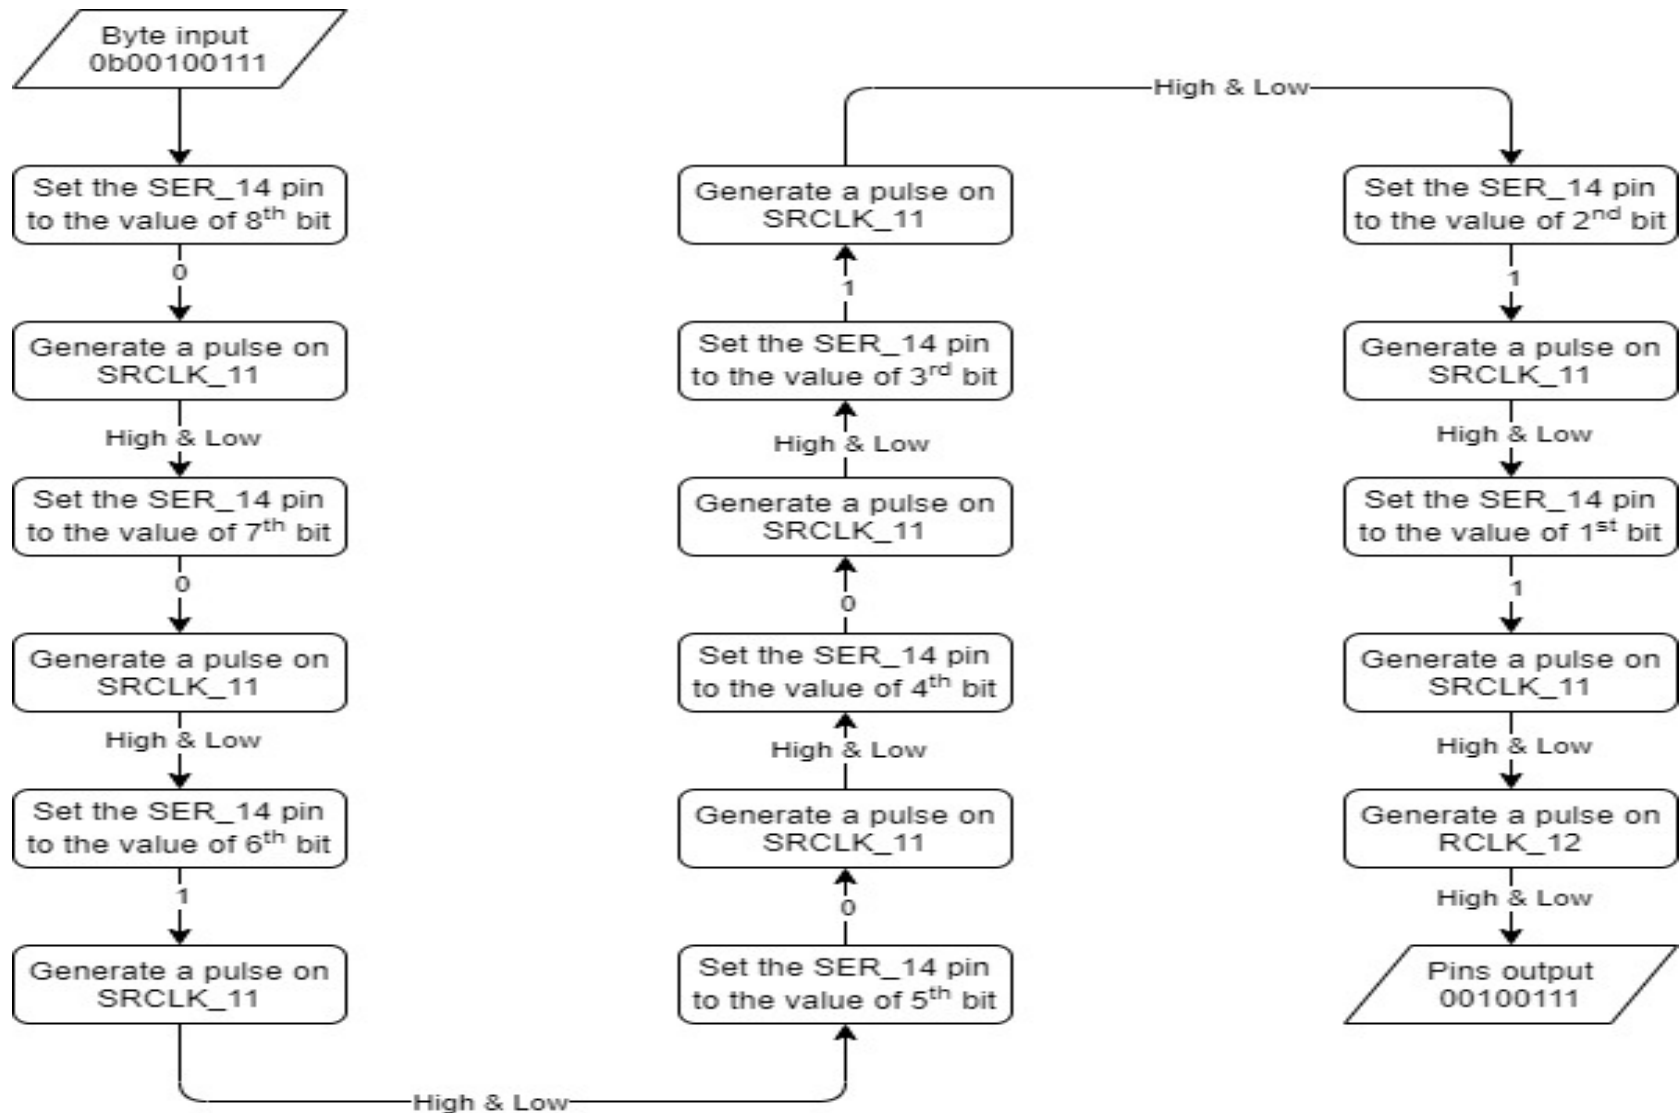 Byte input
0b00100111
Set the SER_14 pin
to the value of 8th bit
0
Generate a pulse on
SRCLK_11
High & Low
Set the SER_14 pin
to the value of 7th bit
0
Generate a pulse on
SRCLK_11
High & Low
Set the SER_14 pin
to the value of 6th bit
1
Generate a pulse on
SRCLK_11
High & Low
Set the SER_14 pin
to the value of 5th bit
0
Generate a pulse on
SRCLK_11
High & Low
Set the SER_14 pin
to the value of 4th bit
0
Generate a pulse on
SRCLK_11
High & Low
Set the SER_14 pin
to the value of 3rd bit
1
Generate a pulse on
SRCLK_11
High & Low
Set the SER_14 pin
to the value of 2nd bit
1
Generate a pulse on
SRCLK_11
High & Low
Set the SER_14 pin
to the value of 1st bit
1
Generate a pulse on
SRCLK_11
High & Low
Generate a pulse on
RCLK_12
High & Low
Pins output
00100111